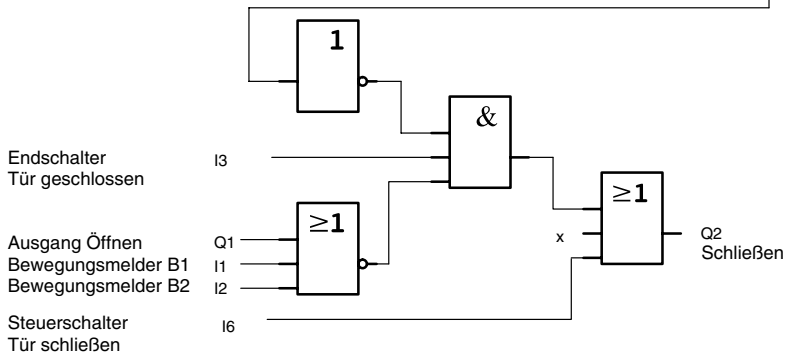 1
&
Endschalter I3
Tür geschlossen
≥1
≥1
Ausgang Öffnen Q1
x
Q2
Schließen
Bewegungsmelder B1 I1
Bewegungsmelder B2 I2
Steuerschalter I6
Tür schließen